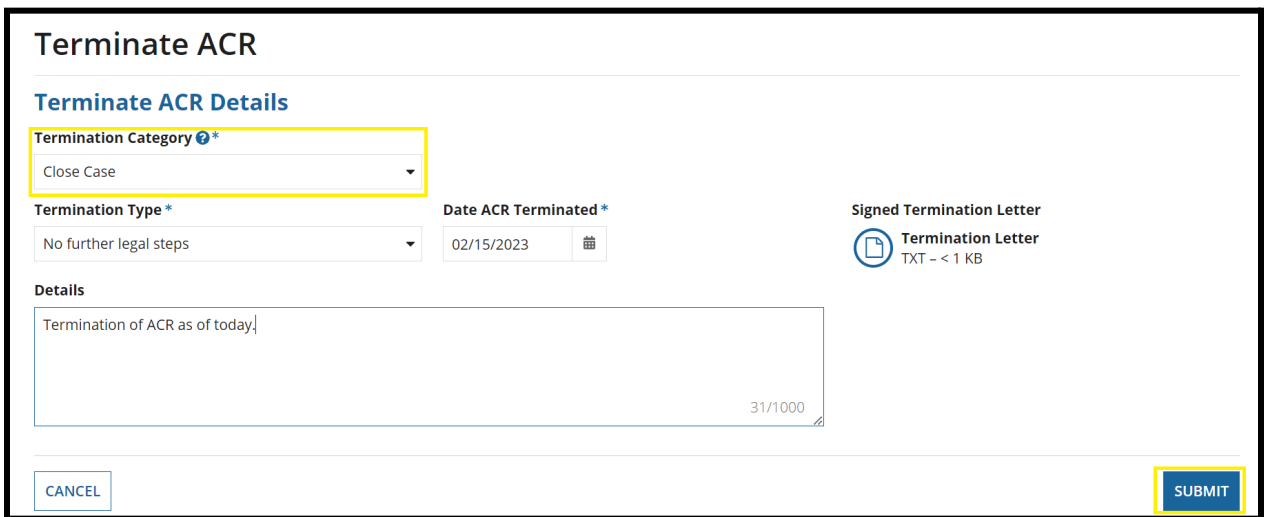 Terminate ACR
Terminate ACR Details
Termination Category ? *
Close Case
Termination Type *
No further legal steps
Date ACR Terminated *
02/15/2023
Signed Termination Letter
Termination Letter
TXT – < 1 KB
Details
Termination of ACR as of today.
31/1000
CANCEL
SUBMIT